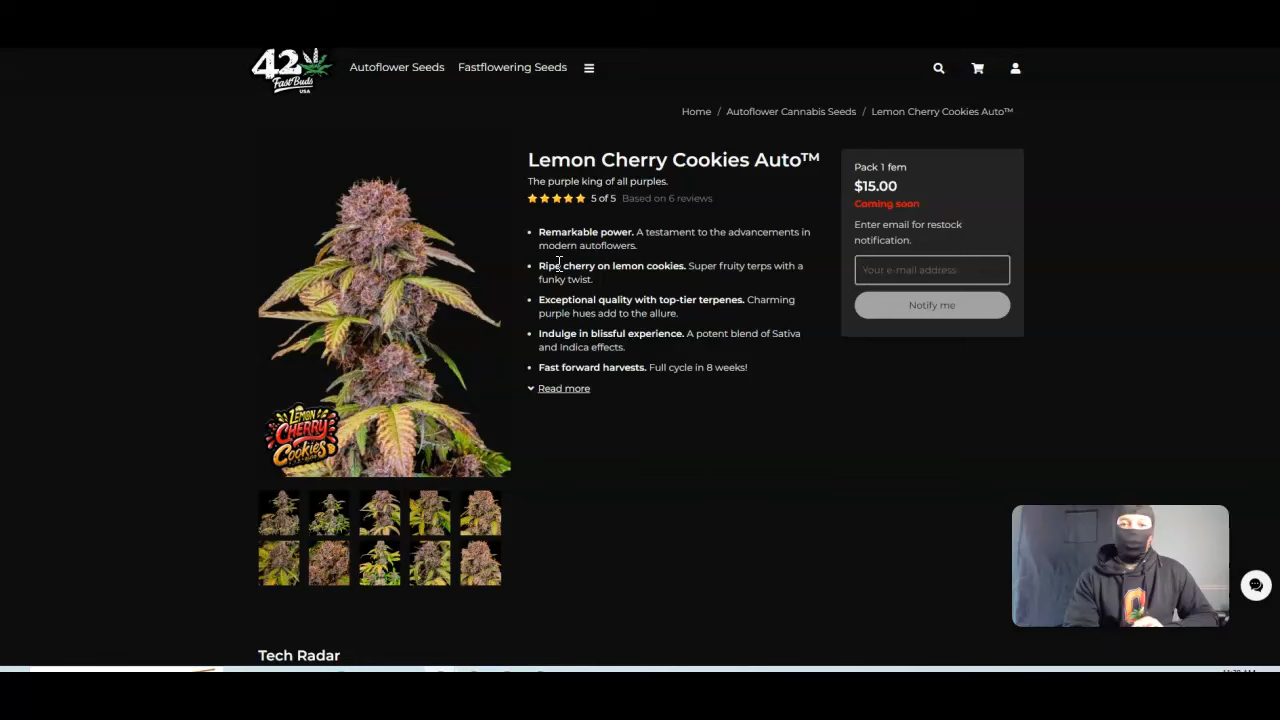 42
FastBuds
USA
Autoflower Seeds Fastflowering Seeds
Home / Autoflower Cannabis Seeds / Lemon Cherry Cookies Auto™
LEMON
CHERRY
Cookies
Lemon Cherry Cookies Auto™
The purple king of all purples.
5 of 5 Based on 6 reviews
Remarkable power. A testament to the advancements in
modern autoflowers.
Ripe cherry on lemon cookies. Super fruity terps with a
funky twist.
Exceptional quality with top-tier terpenes. Charming
purple hues add to the allure.
Indulge in blissful experience. A potent blend of Sativa
and Indica effects.
Fast forward harvests. Full cycle in 8 weeks!
Read more
Pack 1 fem
$15.00
Coming soon
Enter email for restock
notification.
Your e-mail address
Notify me
Tech Radar